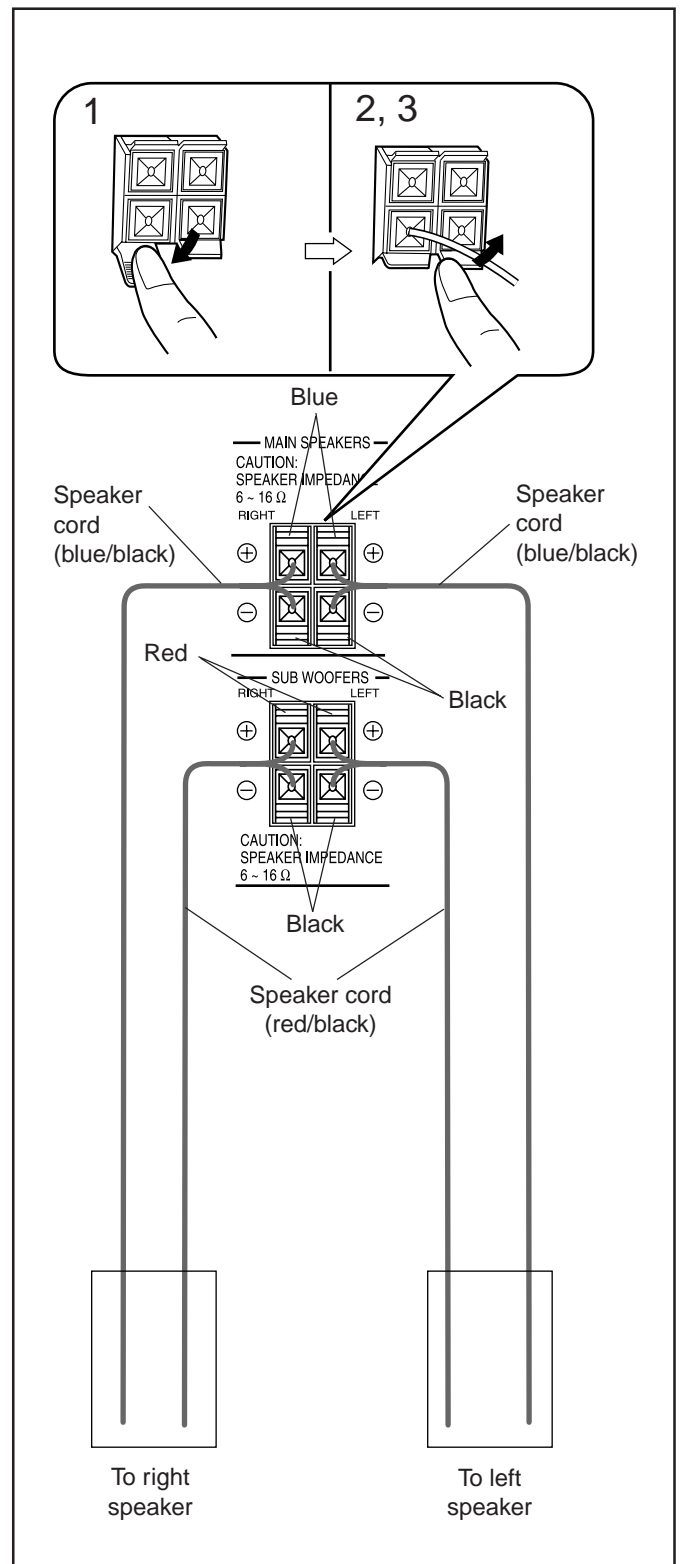 1
2, 3
Blue
MAIN SPEAKERS
CAUTION:
SPEAKER IMPEDANCE
6 ~ 16 Ω
RIGHT LEFT
Speaker
cord
(blue/black)
Speaker
cord
(blue/black)
+ +
− −
Red
Black
SUB WOOFERS
RIGHT LEFT
+ +
− −
CAUTION:
SPEAKER IMPEDANCE
6 ~ 16 Ω
Black
Speaker cord
(red/black)
To right
speaker
To left
speaker